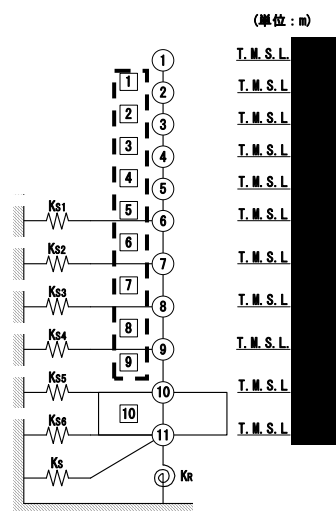 (単位：m)
① T.M.S.L.
1
② T.M.S.L
2
③ T.M.S.L
3
④ T.M.S.L
4
⑤ T.M.S.L
KS1 5 ⑥ T.M.S.L
6
KS2 ⑦ T.M.S.L
7
KS3 ⑧ T.M.S.L
8
KS4 ⑨ T.M.S.L.
9
KS5 ⑩ T.M.S.L
10
KS6 ⑪ T.M.S.L
KS KR